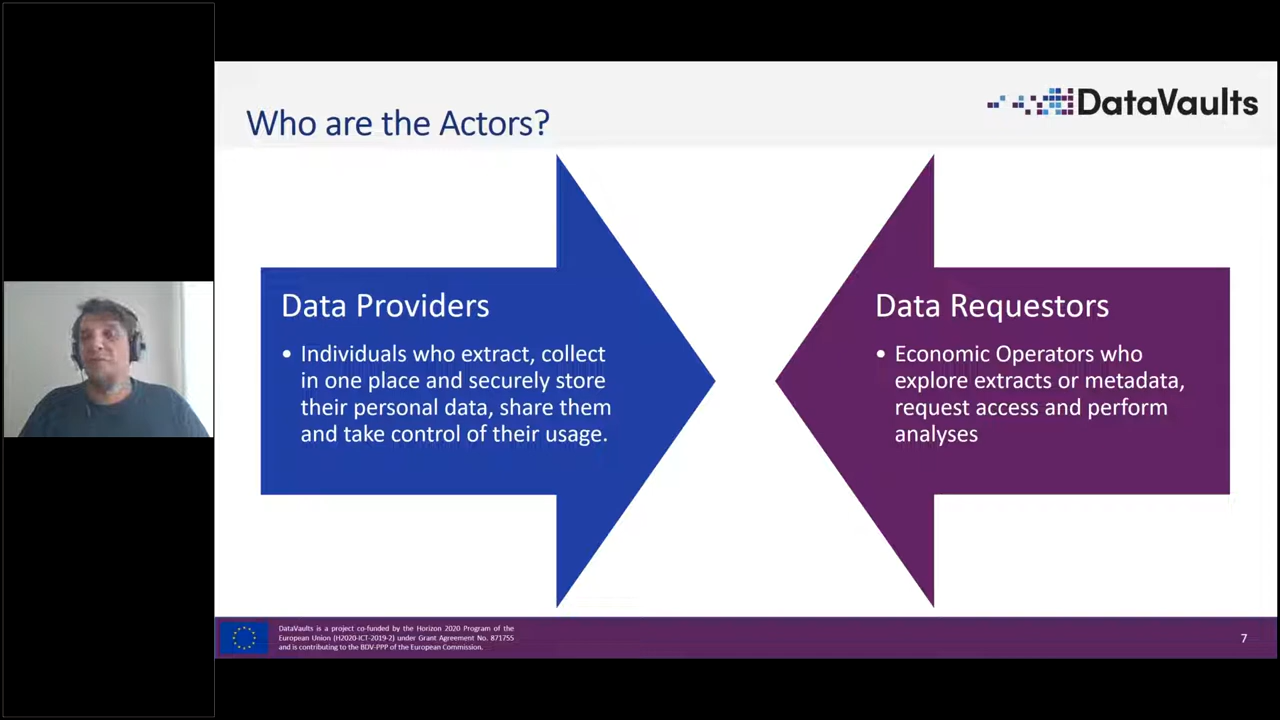 Who are the Actors?
DataVaults
Data Providers
• Individuals who extract, collect
in one place and securely store
their personal data, share them
and take control of their usage.
Data Requestors
• Economic Operators who
explore extracts or metadata,
request access and perform
analyses
DataVaults is a project co-funded by the Horizon 2020 Program of the
European Union (H2020-ICT-2019-2) under Grant Agreement No. 871755
and is contributing to the BDV-PPP of the European Commission.
7